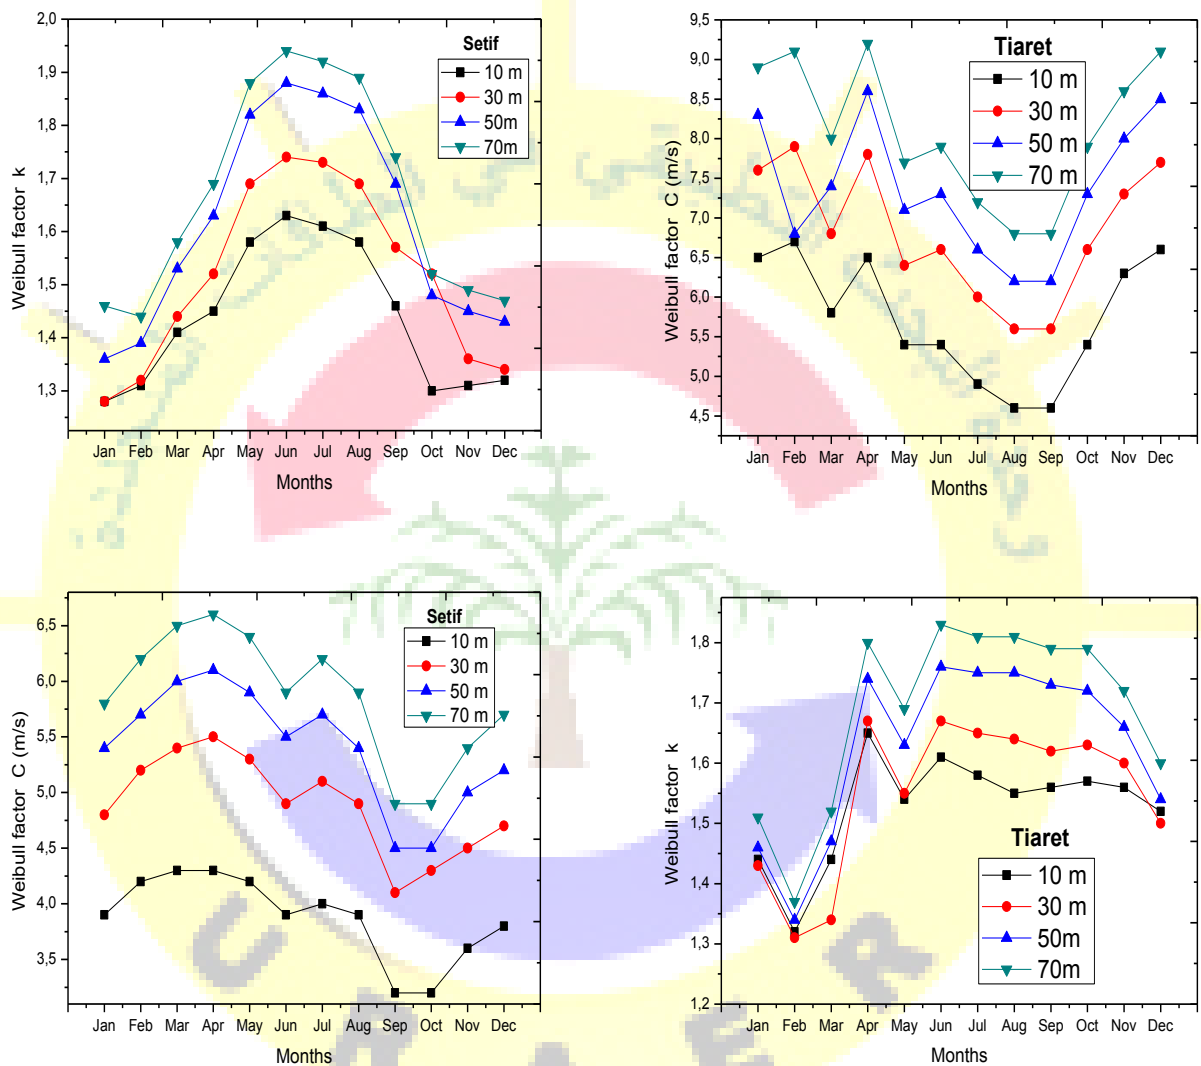 Setif
10 m
30 m
50m
70m
2,0
1,9
1,8
1,7
1,6
1,5
1,4
1,3
Weibull factor k
Jan Feb Mar Apr May Jun Jul Aug Sep Oct Nov Dec
Months
Tiaret
10 m
30 m
50 m
70 m
9,5
9,0
8,5
8,0
7,5
7,0
6,5
6,0
5,5
5,0
4,5
Weibull factor C (m/s)
Jan Feb Mar Apr May Jun Jul Aug Sep Oct Nov Dec
Months
Setif
10 m
30 m
50 m
70 m
6,5
6,0
5,5
5,0
4,5
4,0
3,5
Weibull factor C (m/s)
Jan Feb Mar Apr May Jun Jul Aug Sep Oct Nov Dec
Months
1,8
1,7
1,6
1,5
1,4
1,3
1,2
Weibull factor k
Tiaret
10 m
30 m
50m
70m
Jan Feb Mar Apr May Jun Jul Aug Sep Oct Nov Dec
Months
U R A E R